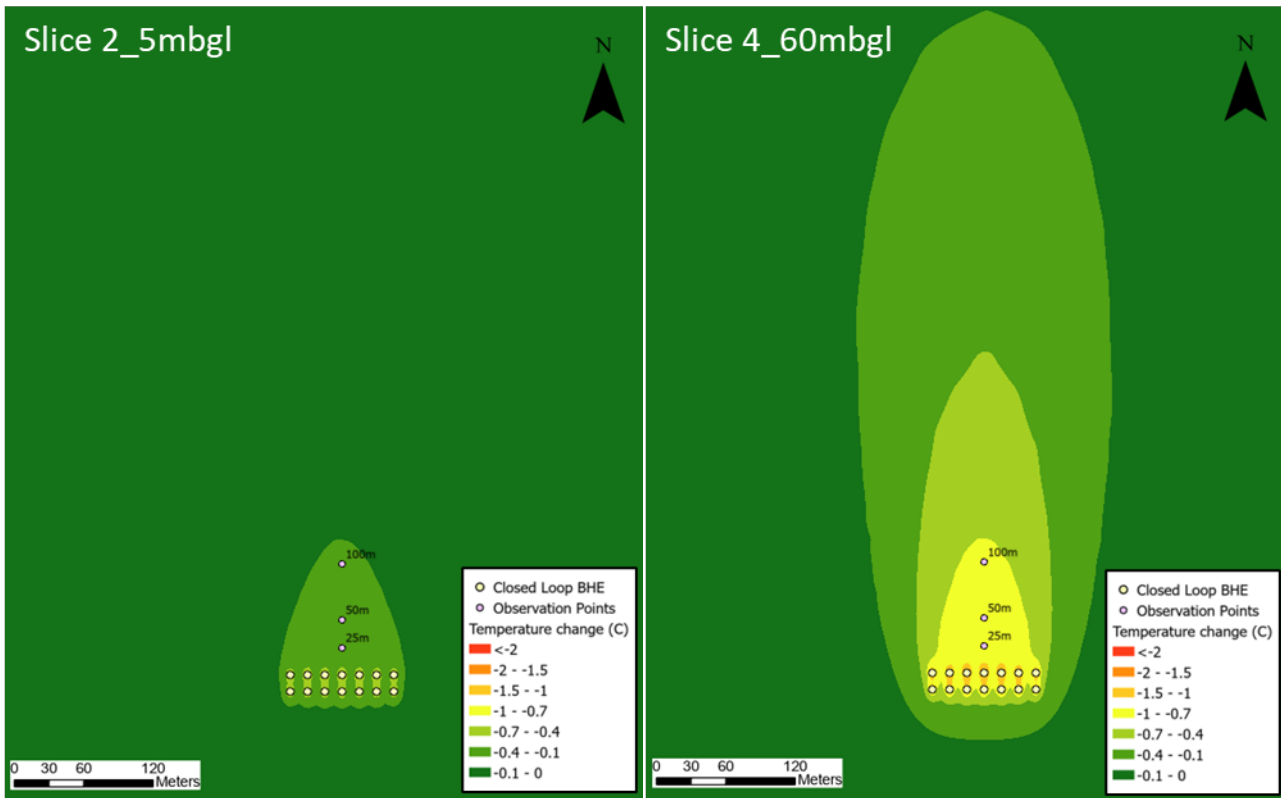 Slice 2_5mbgl
N
100m
50m
25m
Closed Loop BHE
Observation Points
Temperature change (C)
<-2
-2 - -1.5
-1.5 - -1
-1 - -0.7
-0.7 - -0.4
-0.4 - -0.1
-0.1 - 0
0 30 60 120
Meters
Slice 4_60mbgl
N
100m
50m
25m
Closed Loop BHE
Observation Points
Temperature change (C)
<-2
-2 - -1.5
-1.5 - -1
-1 - -0.7
-0.7 - -0.4
-0.4 - -0.1
-0.1 - 0
0 30 60 120
Meters